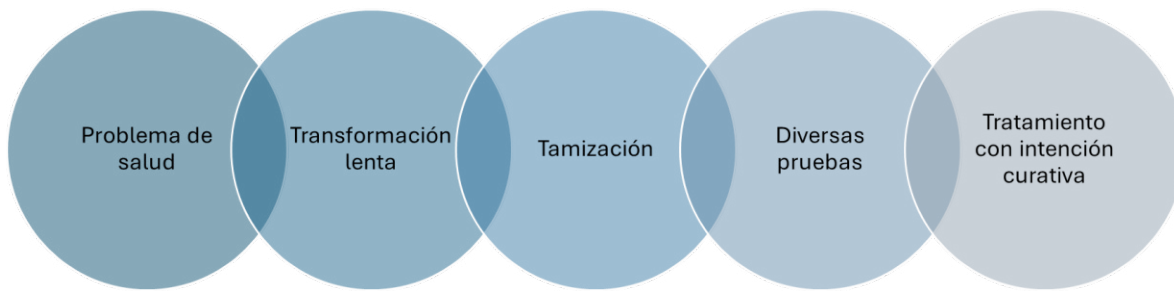 Problema de
salud
Transformación
lenta
Tamización
Diversas
pruebas
Tratamiento
con intención
curativa